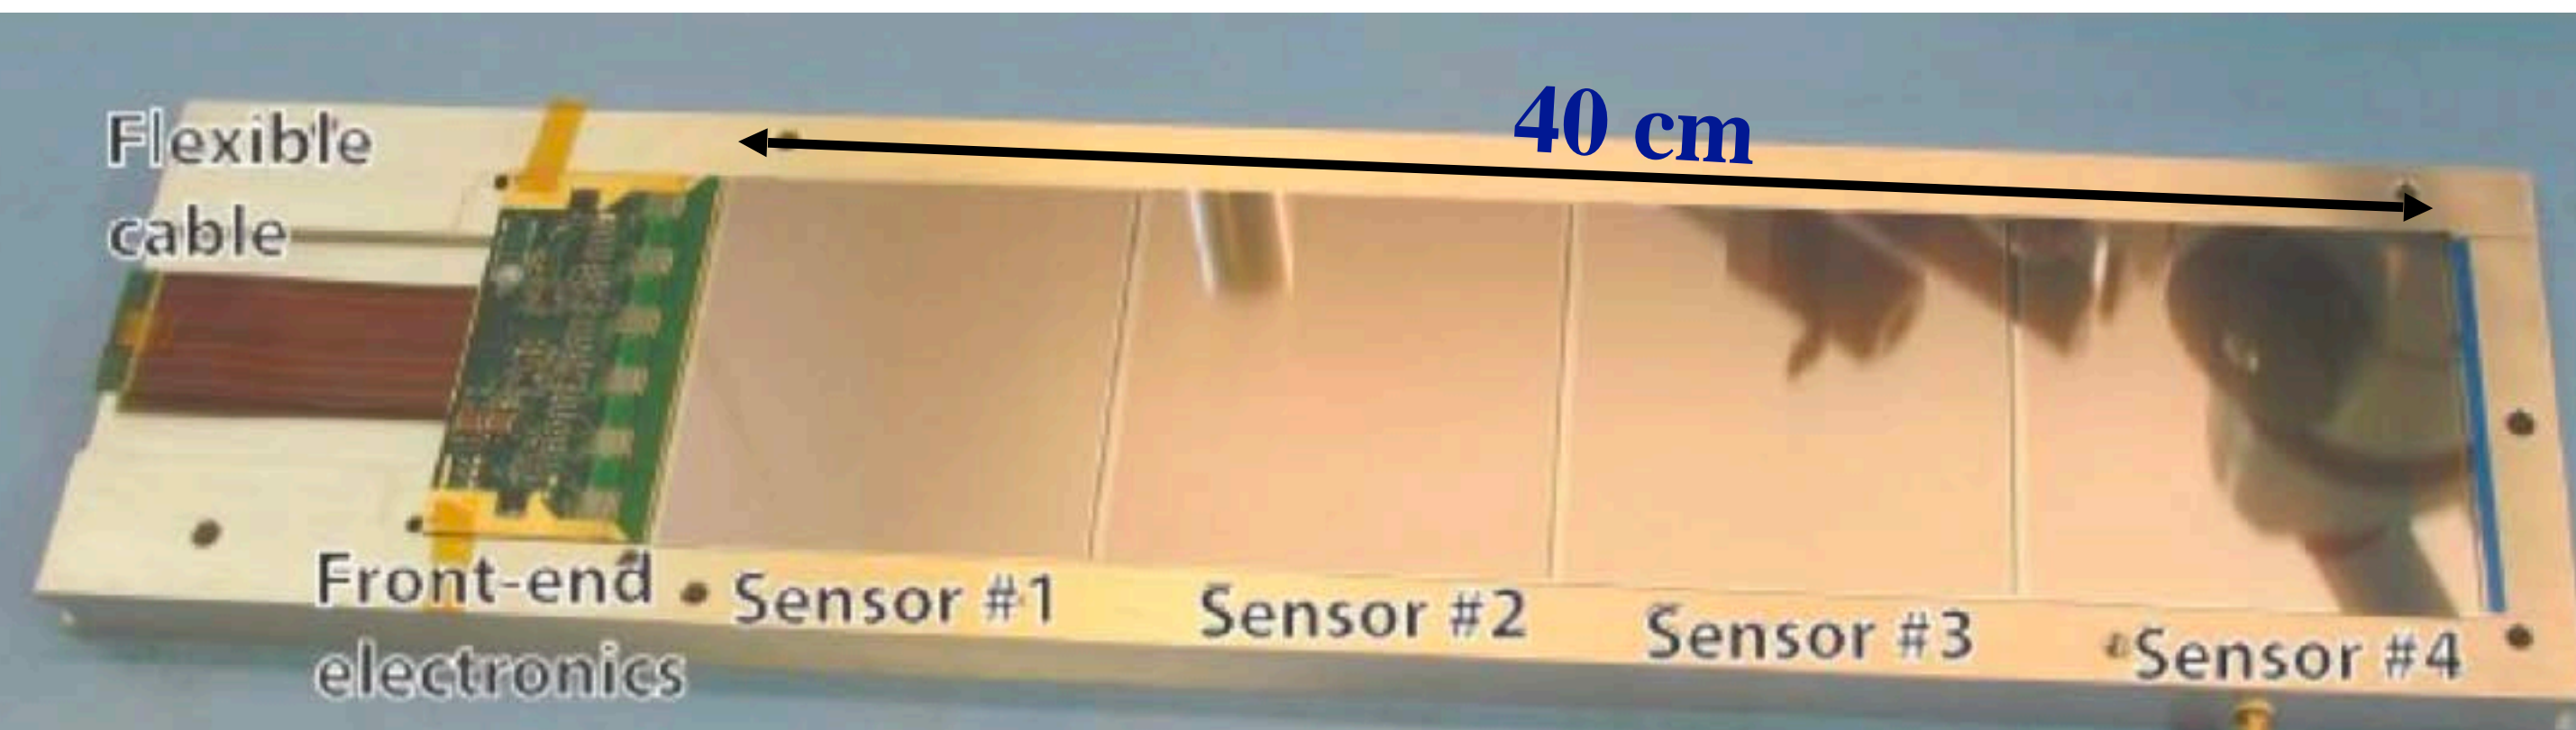 40 cm
Flexible
cable
Front-end
electronics
Sensor #1
Sensor #2
Sensor #3
Sensor #4